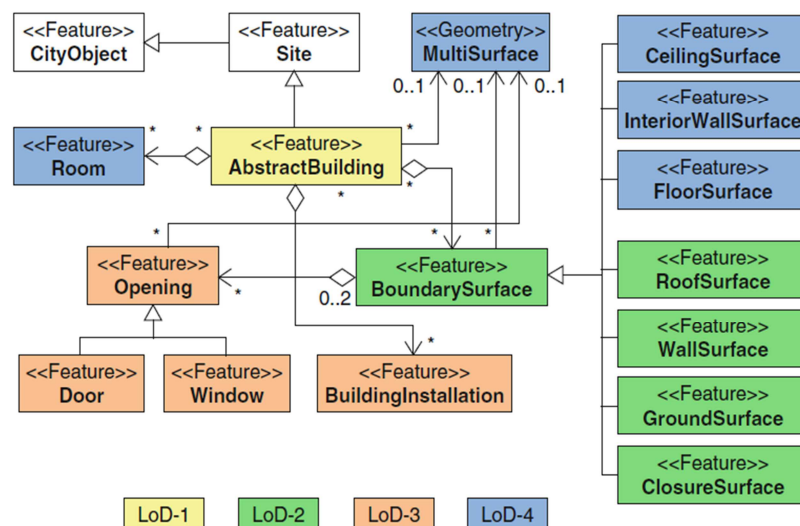 <<Feature>>
CityObject
<<Feature>>
Site
<<Geometry>>
MultiSurface
<<Feature>>
CeilingSurface
0..1
0..1
0..1
<<Feature>>
InteriorWallSurface
*
*
*
<<Feature>>
Room
<<Feature>>
AbstractBuilding
<<Feature>>
FloorSurface
*
*
*
*
*
<<Feature>>
Opening
*
0..2
<<Feature>>
BoundarySurface
<<Feature>>
RoofSurface
<<Feature>>
WallSurface
*
<<Feature>>
Door
<<Feature>>
Window
<<Feature>>
BuildingInstallation
<<Feature>>
GroundSurface
<<Feature>>
ClosureSurface
LoD-1
LoD-2
LoD-3
LoD-4